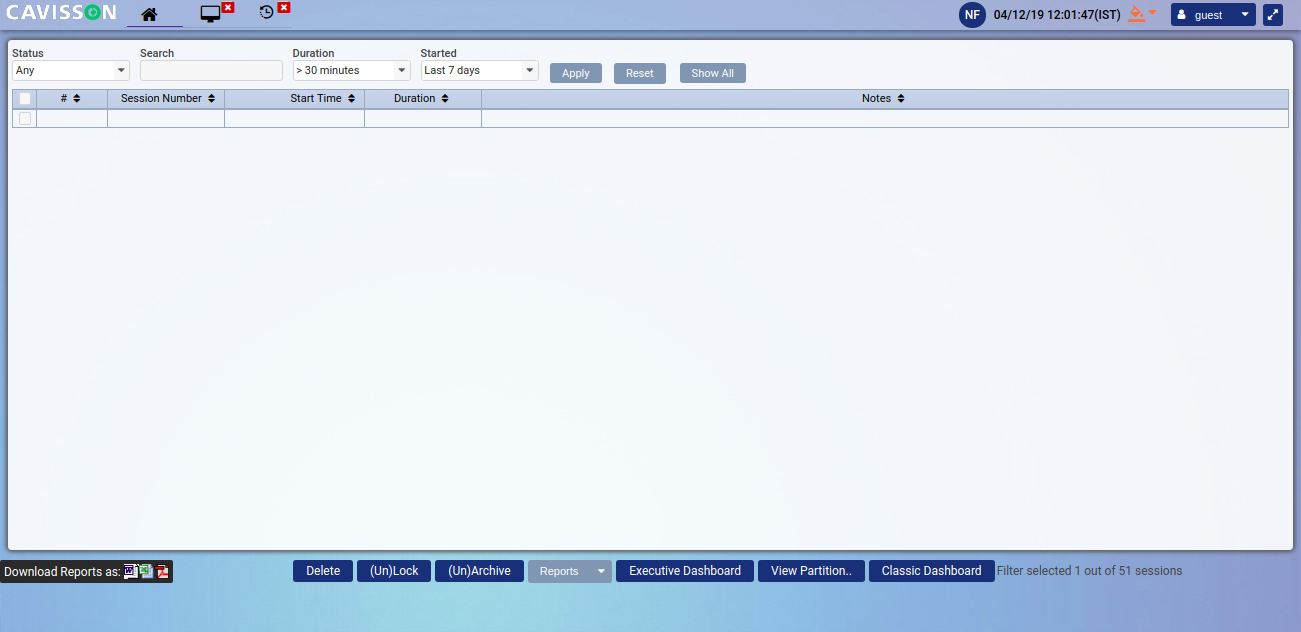 CAVISSON
NF 04/12/19 12:01:47(IST) guest
Status Search Duration Started
Any > 30 minutes Last 7 days Apply Reset Show All
# Session Number Start Time Duration Notes
Download Reports as: Delete (Un)Lock (Un)Archive Reports Executive Dashboard View Partition.. Classic Dashboard Filter selected 1 out of 51 sessions